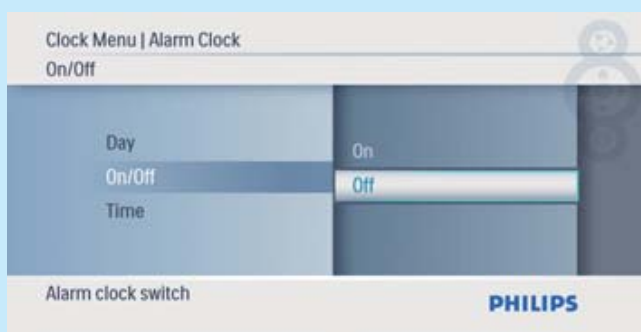 Clock Menu | Alarm Clock
On/Off
Day
On/Off
Time
On
Off
Alarm clock switch
PHILIPS